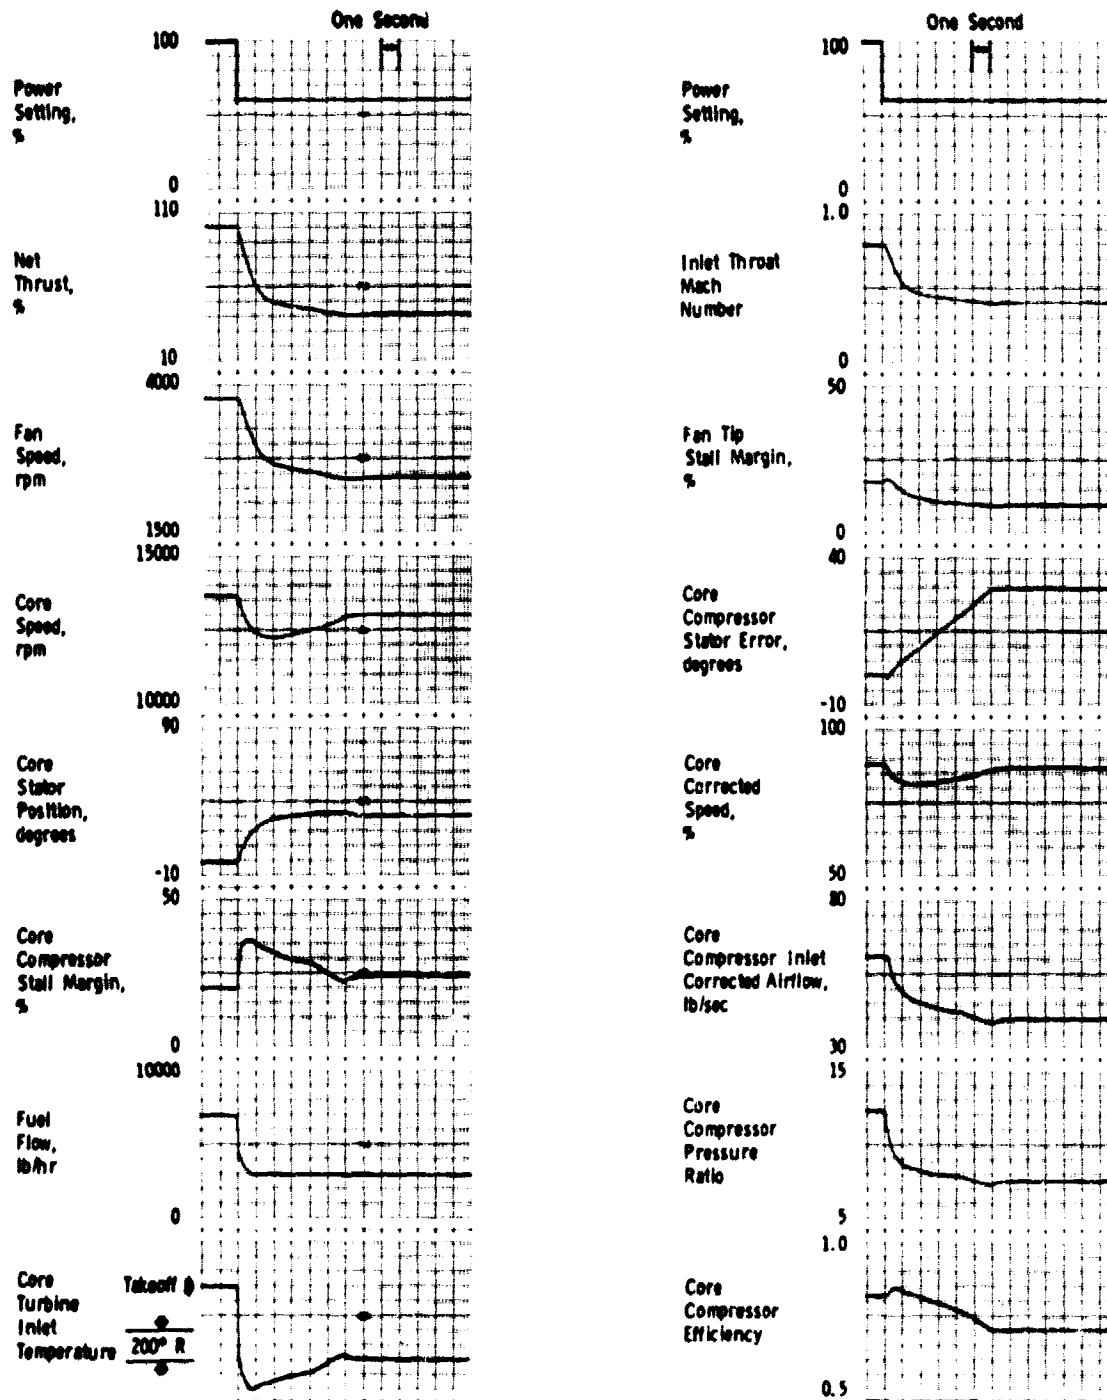 One Second
100
Power
Setting,
%
0
110
Net
Thrust,
%
10
4000
Fan
Speed,
rpm
1500
15000
Core
Speed,
rpm
10000
90
Core
Stator
Position,
degrees
-10
50
Core
Compressor
Stall Margin,
%
0
10000
Fuel
Flow,
lb/hr
0
Core
Turbine
Inlet
Temperature
Takeoff
200° R
One Second
100
Power
Setting,
%
0
1.0
Inlet Throat
Mach
Number
0
50
Fan Tip
Stall Margin,
%
0
40
Core
Compressor
Stator Error,
degrees
-10
100
Core
Corrected
Speed,
%
50
80
Core
Compressor Inlet
Corrected Airflow,
lb/sec
30
15
Core
Compressor
Pressure
Ratio
5
1.0
Core
Compressor
Efficiency
0.5